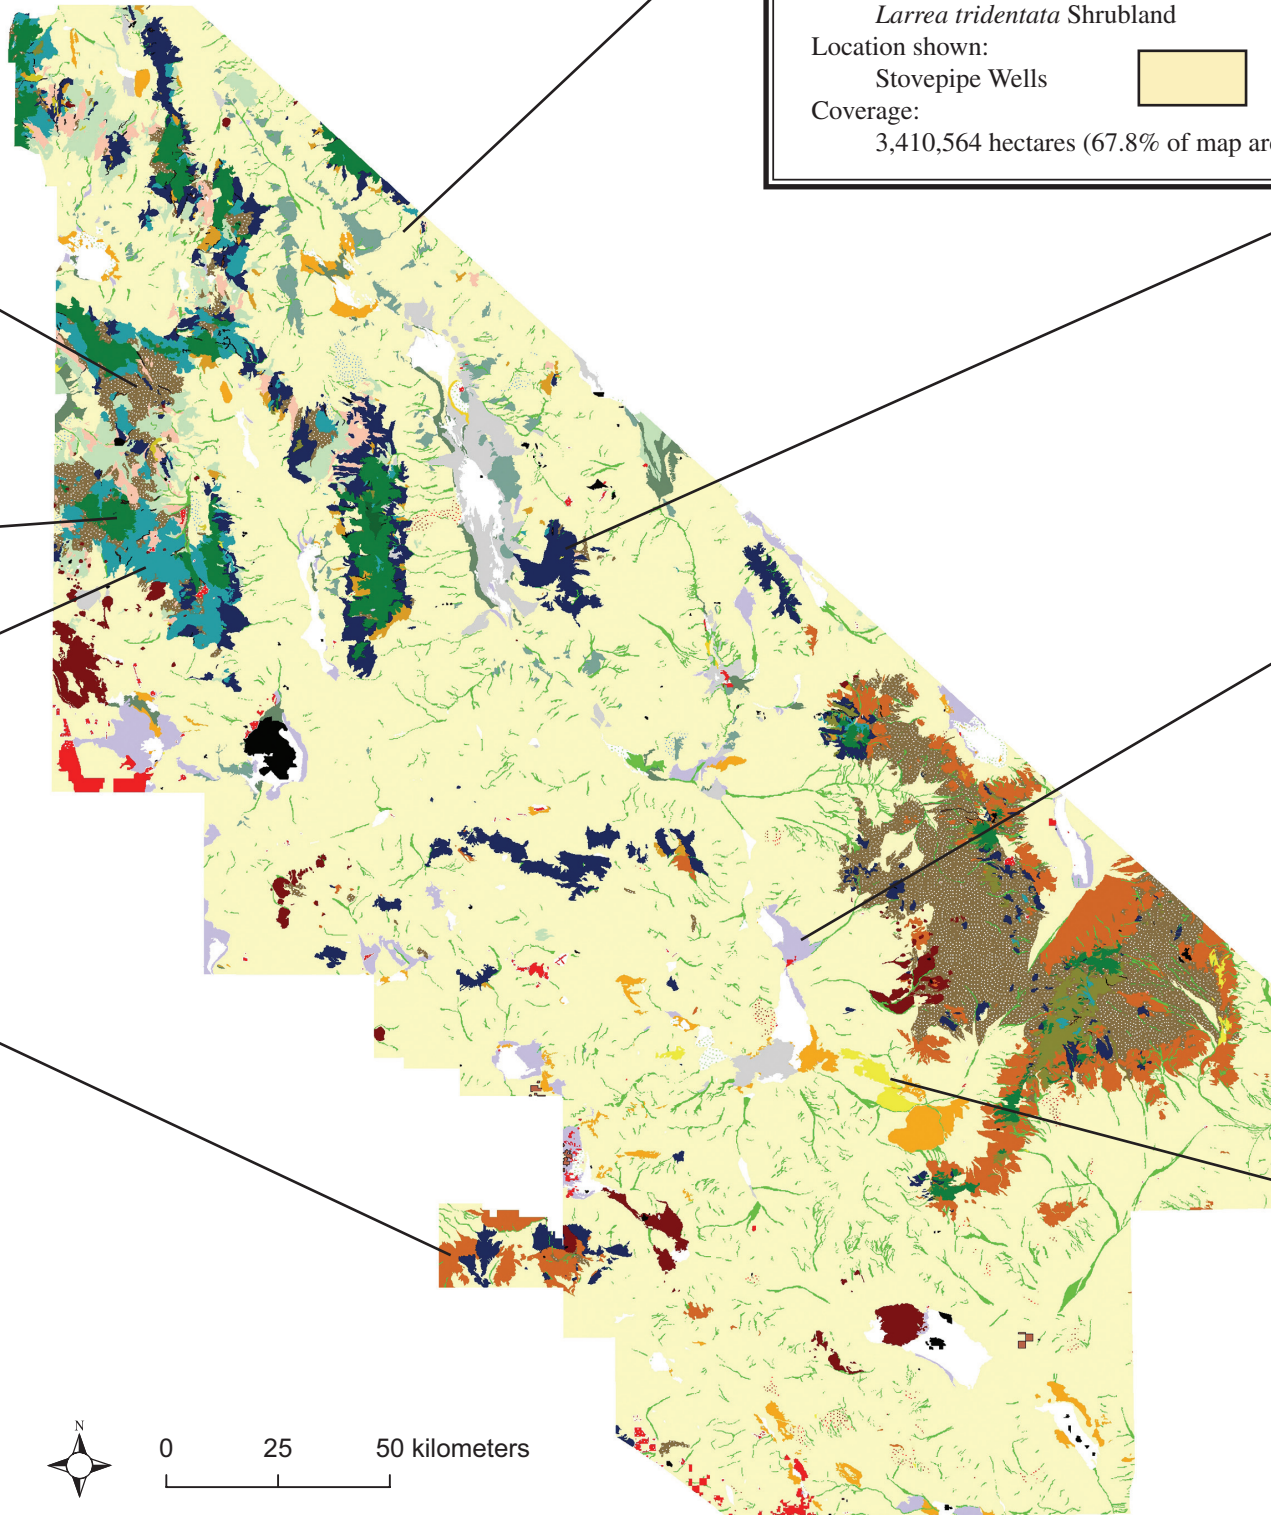 Larrea tridentata Shrubland
Location shown:
Stovepipe Wells
Coverage:
3,410,564 hectares (67.8% of map
N
0 25 50 kilometers